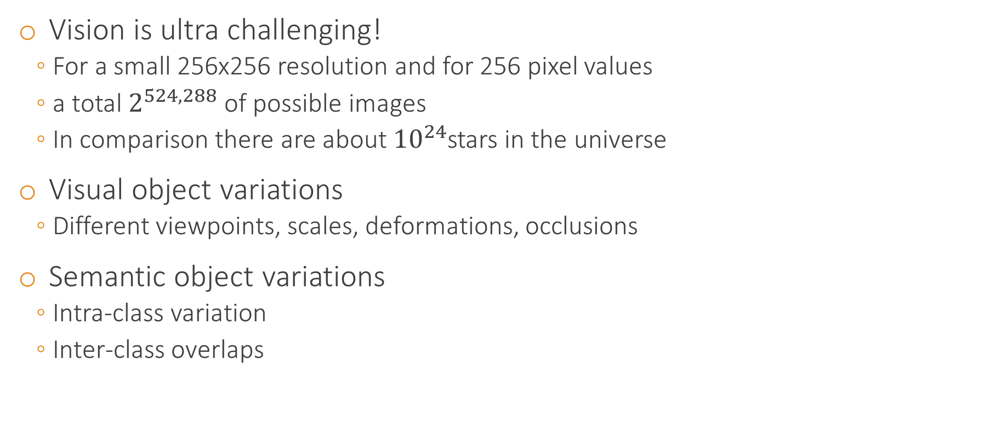 Vision is ultra challenging!
For a small 256x256 resolution and for 256 pixel values
a total 2^524,288 of possible images
In comparison there are about 10^24 stars in the universe
Visual object variations
Different viewpoints, scales, deformations, occlusions
Semantic object variations
Intra-class variation
Inter-class overlaps